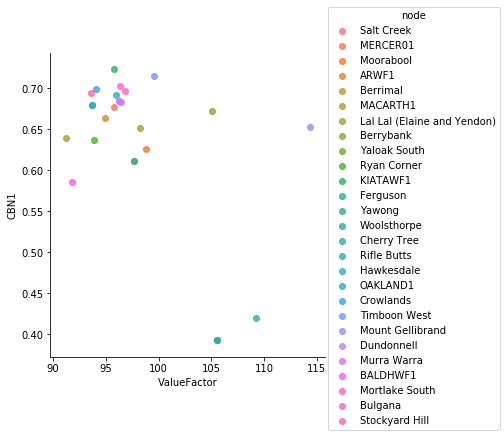 node
Salt Creek
MERCER01
Moorabool
ARWF1
Berrimal
MACARTH1
Lal Lal (Elaine and Yendon)
Berrybank
Yaloak South
Ryan Corner
KIATAWF1
Ferguson
Yawong
Woolsthorpe
Cherry Tree
Rifle Butts
Hawkesdale
OAKLAND1
Crowlands
Timboon West
Mount Gellibrand
Dundonnell
Murra Warra
BALDHWF1
Mortlake South
Bulgana
Stockyard Hill
CBN1
0.70
0.65
0.60
0.55
0.50
0.45
0.40
90 95 100 105 110 115
ValueFactor